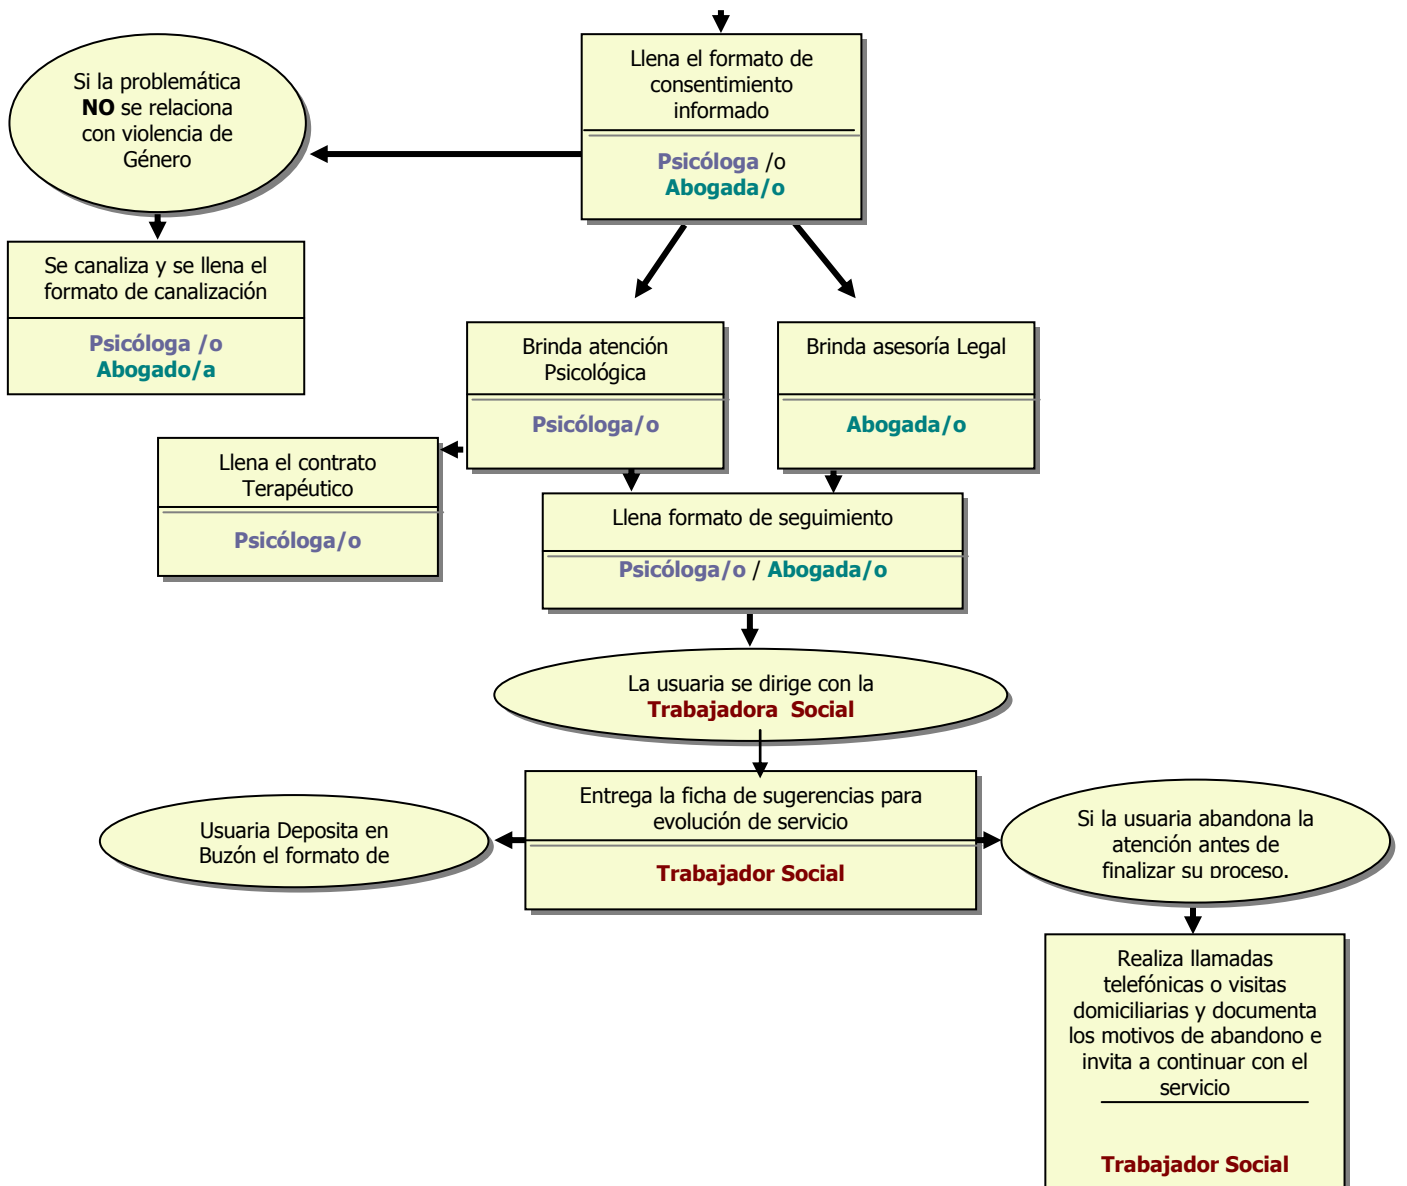 Llena el formato de
consentimiento
informado
Psicóloga /o
Abogada/o
Si la problemática
NO se relaciona
con violencia de
Género
Se canaliza y se llena el
formato de canalización
Psicóloga /o
Abogado/a
Brinda atención
Psicológica
Psicóloga/o
Brinda asesoría Legal
Abogada/o
Llena el contrato
Terapéutico
Psicóloga/o
Llena formato de seguimiento
Psicóloga/o / Abogada/o
La usuaria se dirige con la
Trabajadora Social
Entrega la ficha de sugerencias para
evolución de servicio
Trabajador Social
Usuaria Deposita en
Buzón el formato de
Si la usuaria abandona la
atención antes de
finalizar su proceso.
Realiza llamadas
telefónicas o visitas
domiciliarias y documenta
los motivos de abandono e
invita a continuar con el
servicio
Trabajador Social